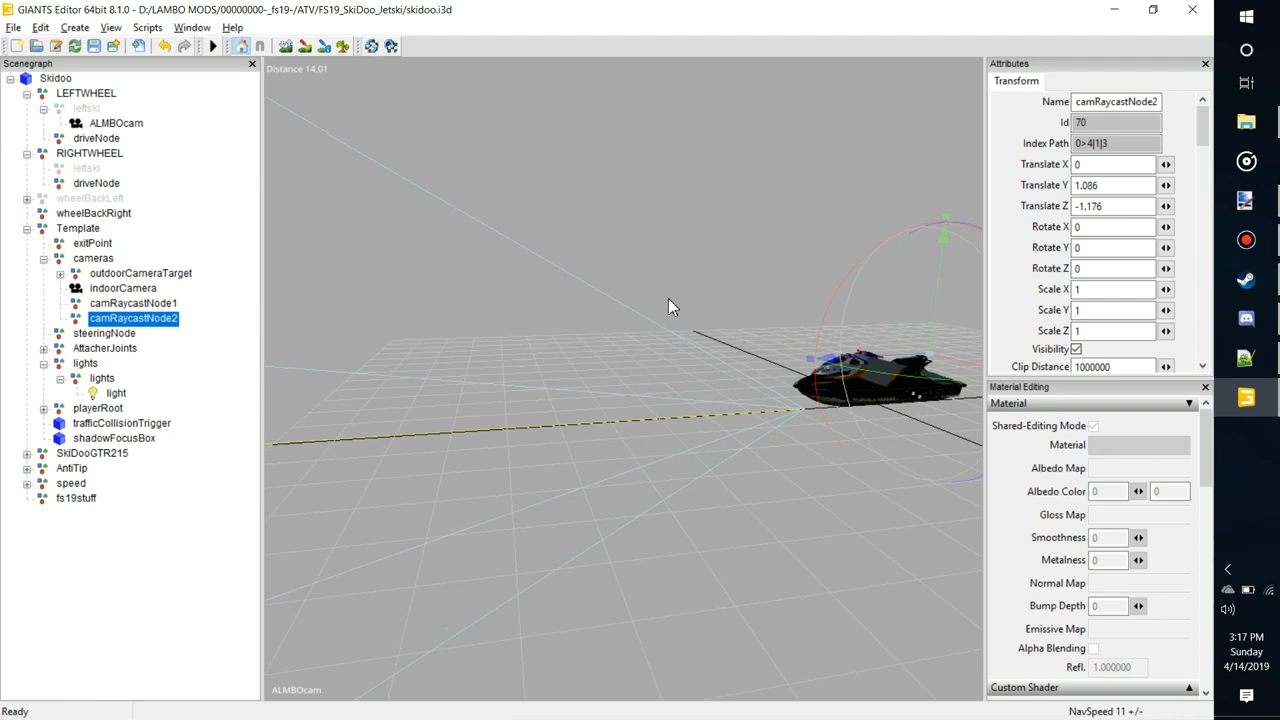 GIANTS Editor 64bit 8.1.0 - D:/LAMBO MODS/00000000-_fs19-/ATV/FS19_SkiDoo_Jetski/skidoo.i3d
File Edit Create View Scripts Window Help
Scenegraph
Skidoo
LEFTWHEEL
leftski
ALMBOcam
driveNode
RIGHTWHEEL
leftski
driveNode
wheelBackLeft
wheelBackRight
Template
exitPoint
cameras
outdoorCameraTarget
indoorCamera
camRaycastNode1
camRaycastNode2
steeringNode
AttacherJoints
lights
lights
light
playerRoot
trafficCollisionTrigger
shadowFocusBox
SkiDooGTR215
AntiTip
speed
fs19stuff
Distance 14.01
ALMBOcam
Attributes
Transform
Name camRaycastNode2
Id 70
Index Path 0>4|1|3
Translate X 0
Translate Y 1.086
Translate Z -1.176
Rotate X 0
Rotate Y 0
Rotate Z 0
Scale X 1
Scale Y 1
Scale Z 1
Visibility
Clip Distance 1000000
Material Editing
Material
Shared-Editing Mode
Material
Albedo Map
Albedo Color 0 0
Gloss Map
Smoothness 0
Metalness 0
Normal Map
Bump Depth 0
Emissive Map
Alpha Blending
Refl. 1.000000
Custom Shader
Ready
NavSpeed 11 +/-
3:17 PM
Sunday
4/14/2019